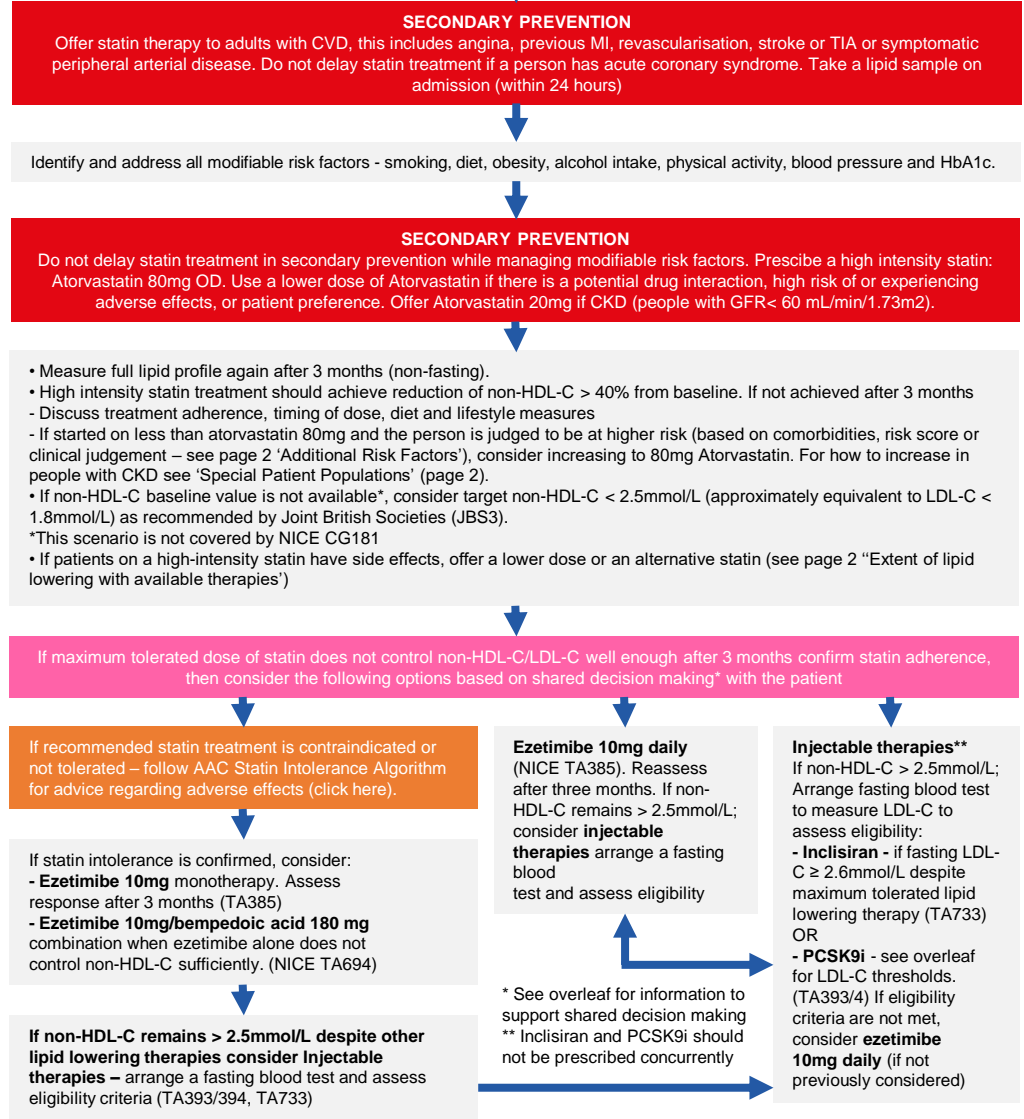 SECONDARY PREVENTION
Offer statin therapy to adults with CVD, this includes angina, previous MI, revascularisation, stroke or TIA or symptomatic
peripheral arterial disease. Do not delay statin treatment if a person has acute coronary syndrome. Take a lipid sample on
admission (within 24 hours)
Identify and address all modifiable risk factors - smoking, diet, obesity, alcohol intake, physical activity, blood pressure and HbA1c.
SECONDARY PREVENTION
Do not delay statin treatment in secondary prevention while managing modifiable risk factors. Prescibe a high intensity statin:
Atorvastatin 80mg OD. Use a lower dose of Atorvastatin if there is a potential drug interaction, high risk of or experiencing
adverse effects, or patient preference. Offer Atorvastatin 20mg if CKD (people with GFR< 60 mL/min/1.73m2).
• Measure full lipid profile again after 3 months (non-fasting).
• High intensity statin treatment should achieve reduction of non-HDL-C > 40% from baseline. If not achieved after 3 months
- Discuss treatment adherence, timing of dose, diet and lifestyle measures
- If started on less than atorvastatin 80mg and the person is judged to be at higher risk (based on comorbidities, risk score or
clinical judgement – see page 2 'Additional Risk Factors'), consider increasing to 80mg Atorvastatin. For how to increase in
people with CKD see 'Special Patient Populations' (page 2).
• If non-HDL-C baseline value is not available*, consider target non-HDL-C < 2.5mmol/L (approximately equivalent to LDL-C <
1.8mmol/L) as recommended by Joint British Societies (JBS3).
*This scenario is not covered by NICE CG181
• If patients on a high-intensity statin have side effects, offer a lower dose or an alternative statin (see page 2 "Extent of lipid
lowering with available therapies')
If maximum tolerated dose of statin does not control non-HDL-C/LDL-C well enough after 3 months confirm statin adherence,
then consider the following options based on shared decision making* with the patient
If recommended statin treatment is contraindicated or
not tolerated – follow AAC Statin Intolerance Algorithm
for advice regarding adverse effects (click here).
If statin intolerance is confirmed, consider:
- Ezetimibe 10mg monotherapy. Assess
response after 3 months (TA385)
- Ezetimibe 10mg/bempedoic acid 180 mg
combination when ezetimibe alone does not
control non-HDL-C sufficiently. (NICE TA694)
If non-HDL-C remains > 2.5mmol/L despite other
lipid lowering therapies consider Injectable
therapies – arrange a fasting blood test and assess
eligibility criteria (TA393/394, TA733)
Ezetimibe 10mg daily
(NICE TA385). Reassess
after three months. If non-
HDL-C remains > 2.5mmol/L;
consider injectable
therapies arrange a fasting
blood
test and assess eligibility
* See overleaf for information to
support shared decision making
** Inclisiran and PCSK9i should
not be prescribed concurrently
Injectable therapies**
If non-HDL-C > 2.5mmol/L;
Arrange fasting blood test
to measure LDL-C to
assess eligibility:
- Inclisiran - if fasting LDL-
C ≥ 2.6mmol/L despite
maximum tolerated lipid
lowering therapy (TA733)
OR
- PCSK9i - see overleaf
for LDL-C thresholds.
(TA393/4) If eligibility
criteria are not met,
consider ezetimibe
10mg daily (if not
previously considered)